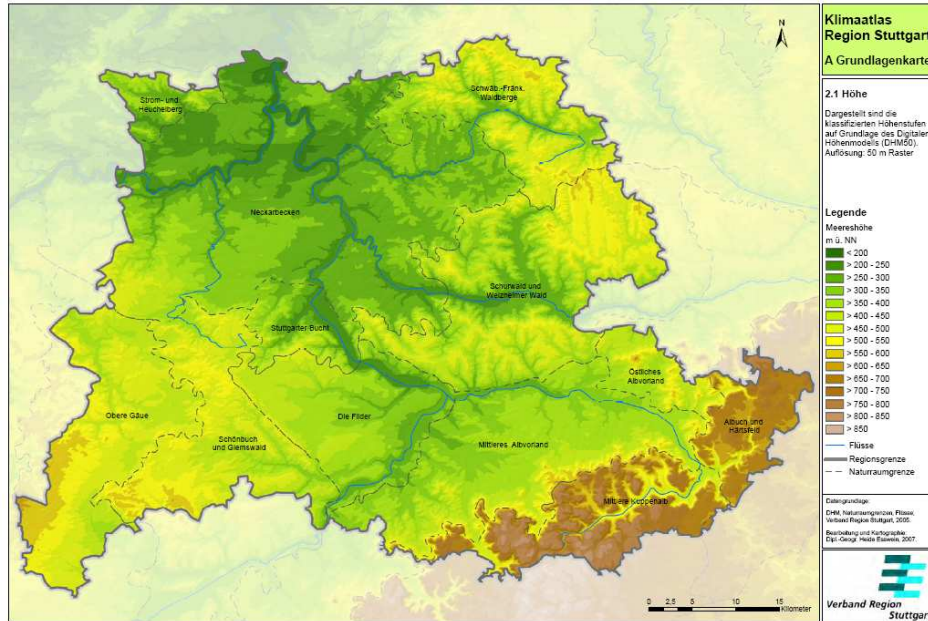 Klimaatlas
Region Stuttgart
A Grundlagenkarte
2.1 Höhe
Dargestellt sind die
klassifizierten Höhenstufen
auf Grundlage des Digitalen
Höhenmodells (DHM50).
Auflösung: 50 m Raster
Legende
Meereshöhe
m ü. NN
< 200
> 200 - 250
> 250 - 300
> 300 - 350
> 350 - 400
> 400 - 450
> 450 - 500
> 500 - 550
> 550 - 600
> 600 - 650
> 650 - 700
> 700 - 750
> 750 - 800
> 800 - 850
> 850
Flüsse
Regionsgrenze
Naturraumgrenze
Datengrundlage:
DHM, Naturraumgrenzen, Flüsse,
Verband Region Stuttgart, 2005.
Bearbeitung und Kartographie:
Dipl.-Geogr. Heide Esswein, 2007.
Verband Region
Stuttgart
N
Strom- und
Heuchelberg
Schwäb.-Fränk.
Waldberge
Neckarbecken
Schurwald und
Welzheimer Wald
Stuttgarter Bucht
Östliches
Albvorland
Obere Gäue
Die Filder
Albuch und
Härtsfeld
Schönbuch
und Glemswald
Mittleres Albvorland
Mittlere Kuppenalb
0 2,5 5 10 15
Kilometer